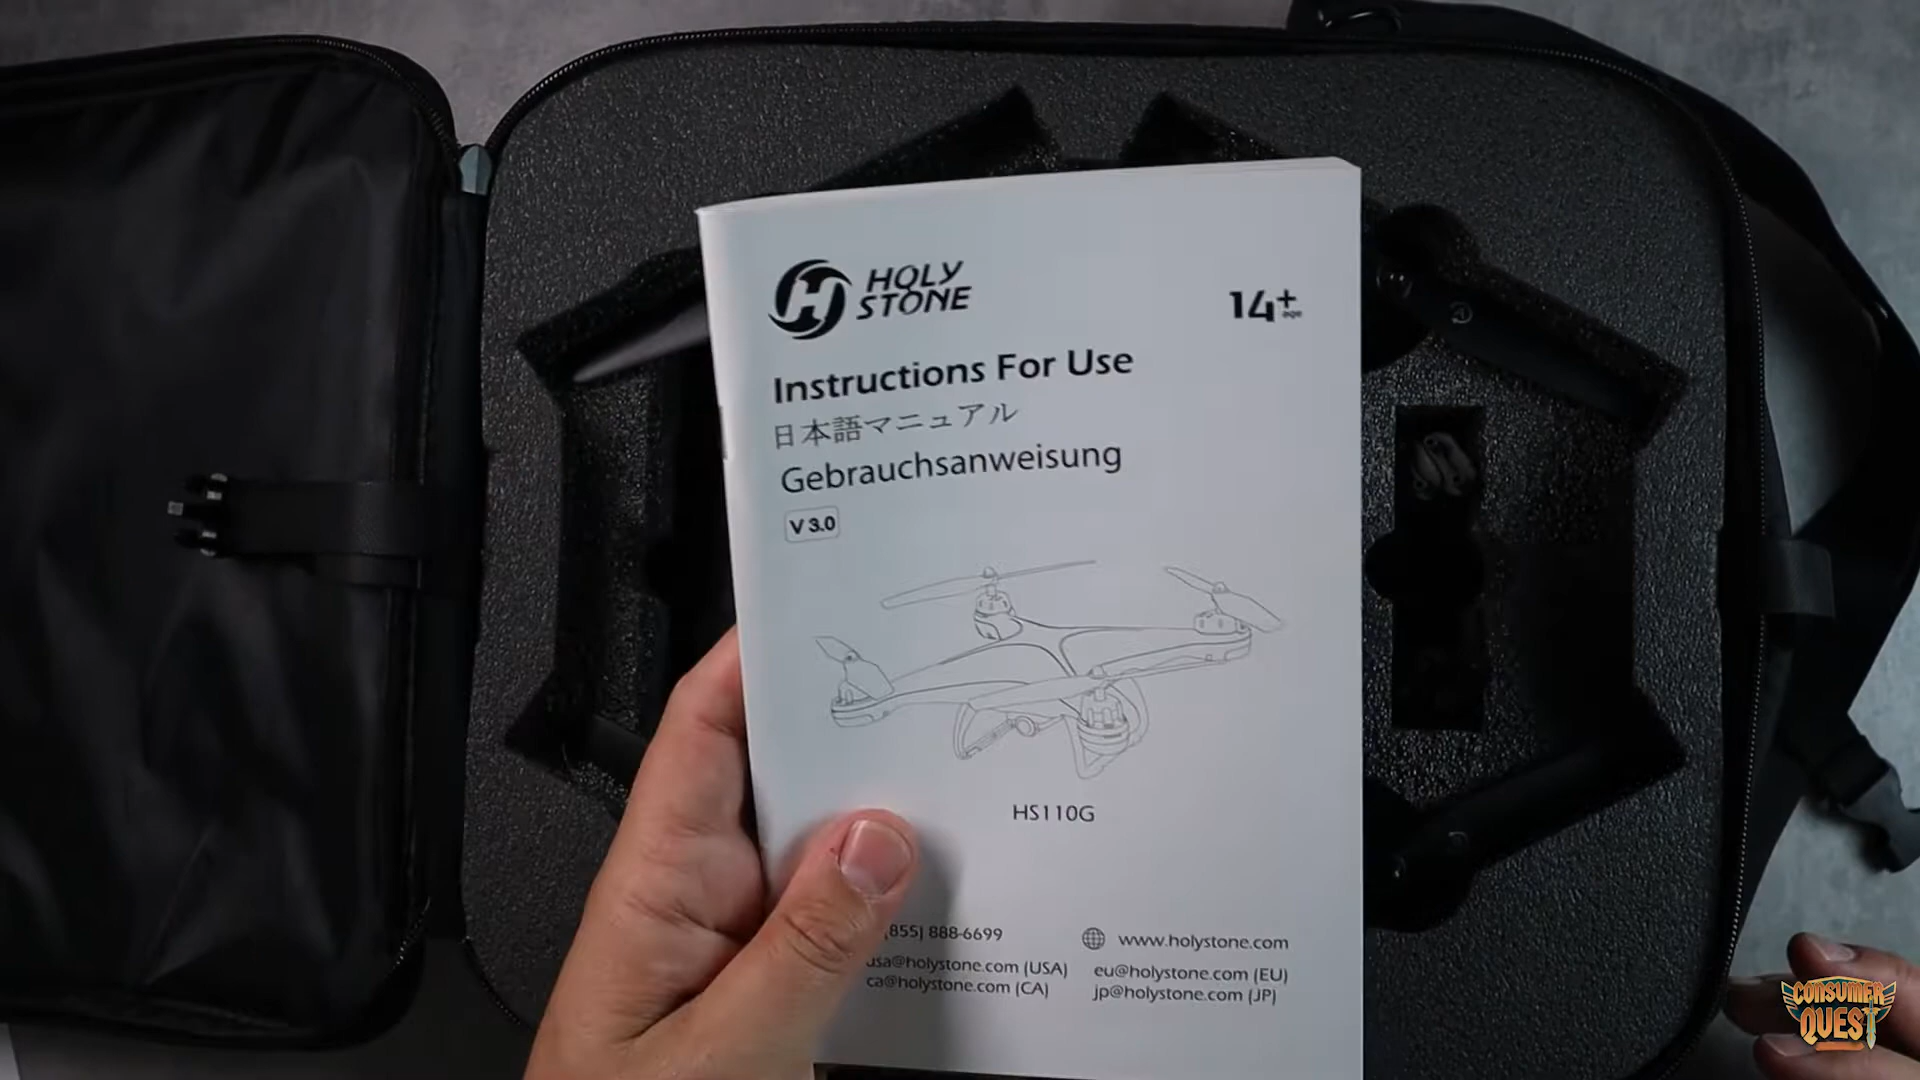 HOLY
STONE
14+
age
Instructions For Use
日本語マニュアル
Gebrauchsanweisung
V 3.0
HS110G
(855) 888-6699
www.holystone.com
usa@holystone.com (USA)
eu@holystone.com (EU)
ca@holystone.com (CA)
jp@holystone.com (JP)
CONSUMER
QUEST